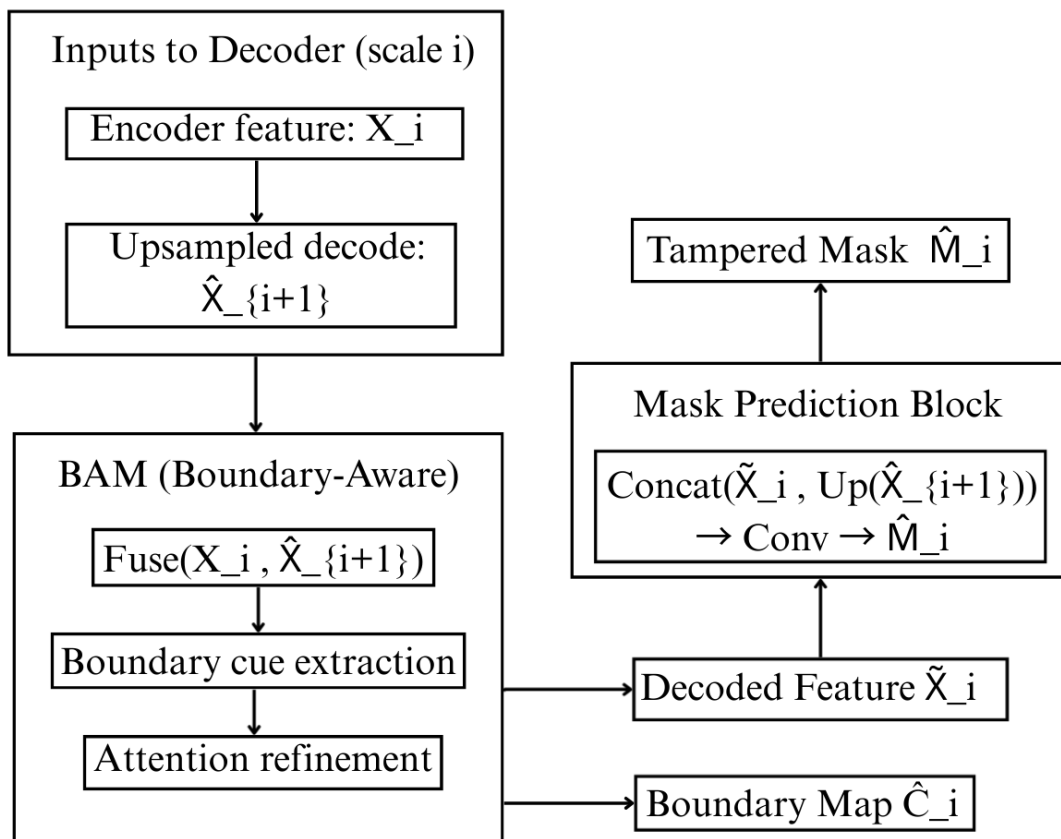 Inputs to Decoder (scale i)
Encoder feature: X_i
Upsampled decode:
X̂_{i+1}
BAM (Boundary-Aware)
Fuse(X_i , X̂_{i+1})
Boundary cue extraction
Attention refinement
Tampered Mask M̂_i
Mask Prediction Block
Concat(X̃_i , Up(X̂_{i+1}))
→ Conv → M̂_i
Decoded Feature X̃_i
Boundary Map Ĉ_i